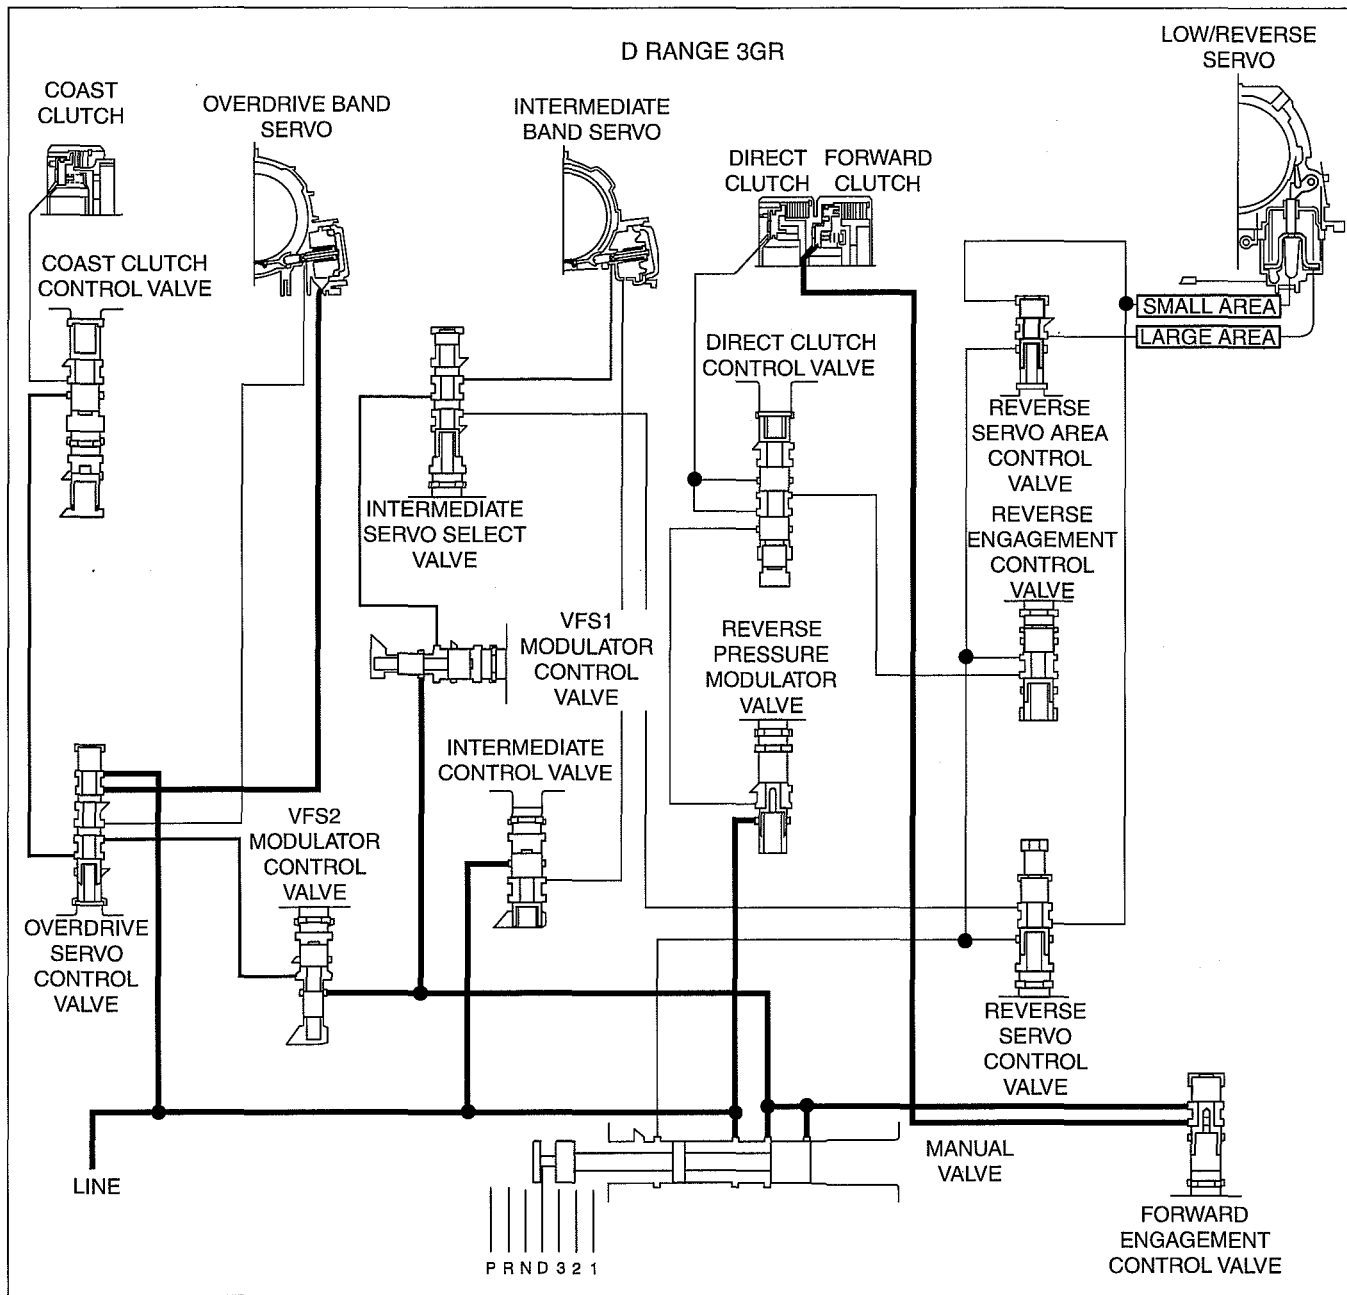 D RANGE 3GR
LOW/REVERSE
SERVO
COAST
CLUTCH
OVERDRIVE BAND
SERVO
INTERMEDIATE
BAND SERVO
DIRECT
CLUTCH
FORWARD
CLUTCH
COAST CLUTCH
CONTROL VALVE
SMALL AREA
LARGE AREA
DIRECT CLUTCH
CONTROL VALVE
REVERSE
SERVO AREA
CONTROL
VALVE
INTERMEDIATE
SERVO SELECT
VALVE
REVERSE
ENGAGEMENT
CONTROL
VALVE
VFS1
MODULATOR
CONTROL
VALVE
REVERSE
PRESSURE
MODULATOR
VALVE
INTERMEDIATE
CONTROL VALVE
VFS2
MODULATOR
CONTROL
VALVE
OVERDRIVE
SERVO
CONTROL
VALVE
REVERSE
SERVO
CONTROL
VALVE
LINE
MANUAL
VALVE
FORWARD
ENGAGEMENT
CONTROL VALVE
P R N D 3 2 1